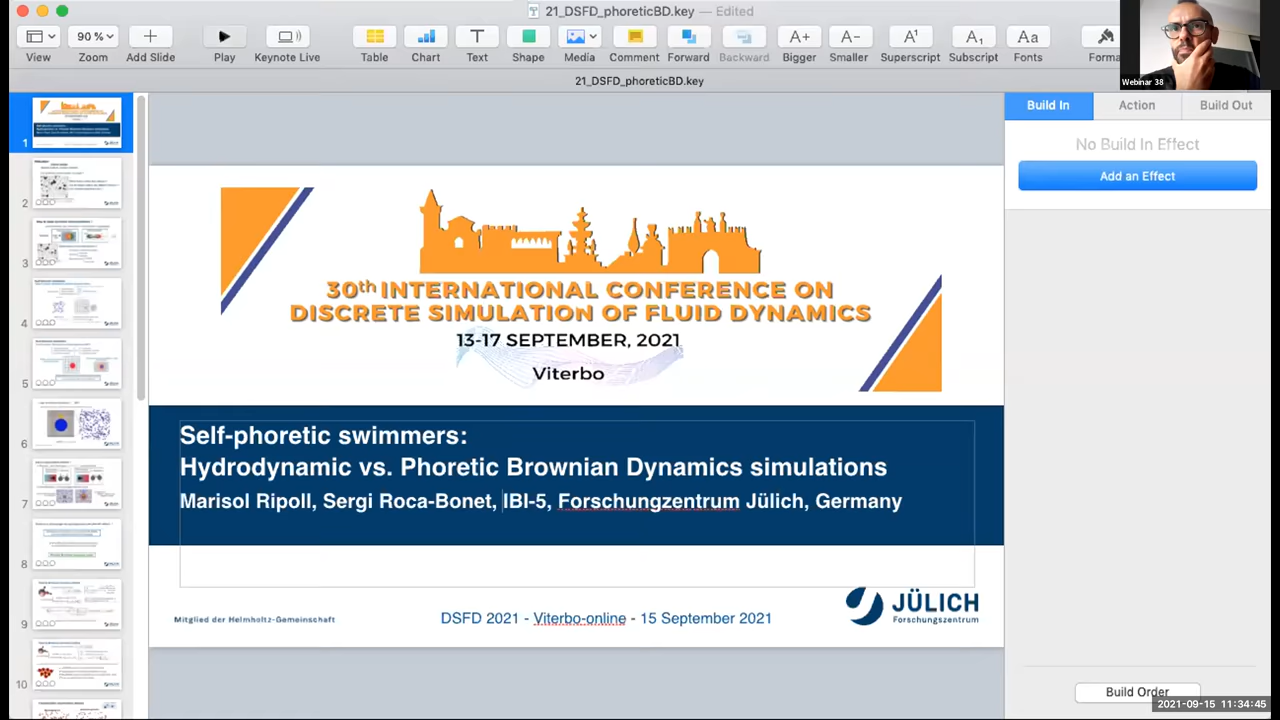 21_DSFD_phoreticBD.key — Edited
View
90 %
Zoom
Add Slide
Play
Keynote Live
Table
Chart
Text
Shape
Media
Comment
Forward
Backward
Bigger
Smaller
Superscript
Subscript
Fonts
Forma
Webinar 38
21_DSFD_phoreticBD.key
Build In
Action
Build Out
No Build In Effect
Add an Effect
1
2
3
4
5
6
7
8
9
10
30th INTERNATIONAL CONFERENCE ON
DISCRETE SIMULATION OF FLUID DYNAMICS
13-17 SEPTEMBER, 2021
Viterbo
Self-phoretic swimmers:
Hydrodynamic vs. Phoretic Brownian Dynamics simulations
Marisol Ripoll, Sergi Roca-Bonet, IBI-5, Forschungzentrum Jülich, Germany
Mitglied der Helmholtz-Gemeinschaft
DSFD 2021 - Viterbo-online - 15 September 2021
JÜLICH
Forschungszentrum
Build Order
2021-09-15 11:34:45